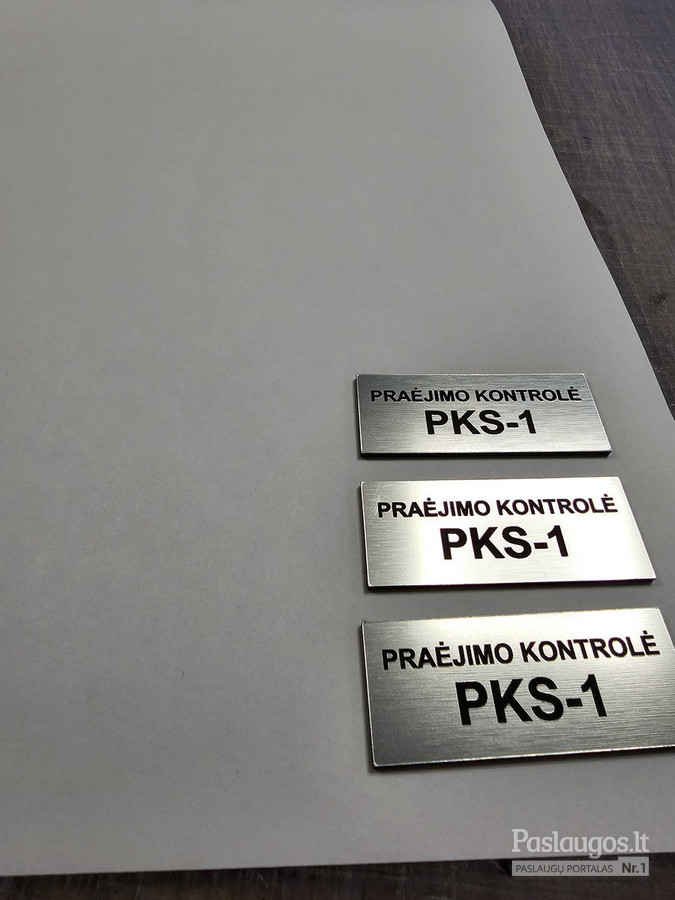 PRAĖJIMO KONTROLĖ
PKS-1
PRAĖJIMO KONTROLĖ
PKS-1
PRAĖJIMO KONTROLĖ
PKS-1
Paslaugos.lt
PASLAUGŲ PORTALAS Nr.1